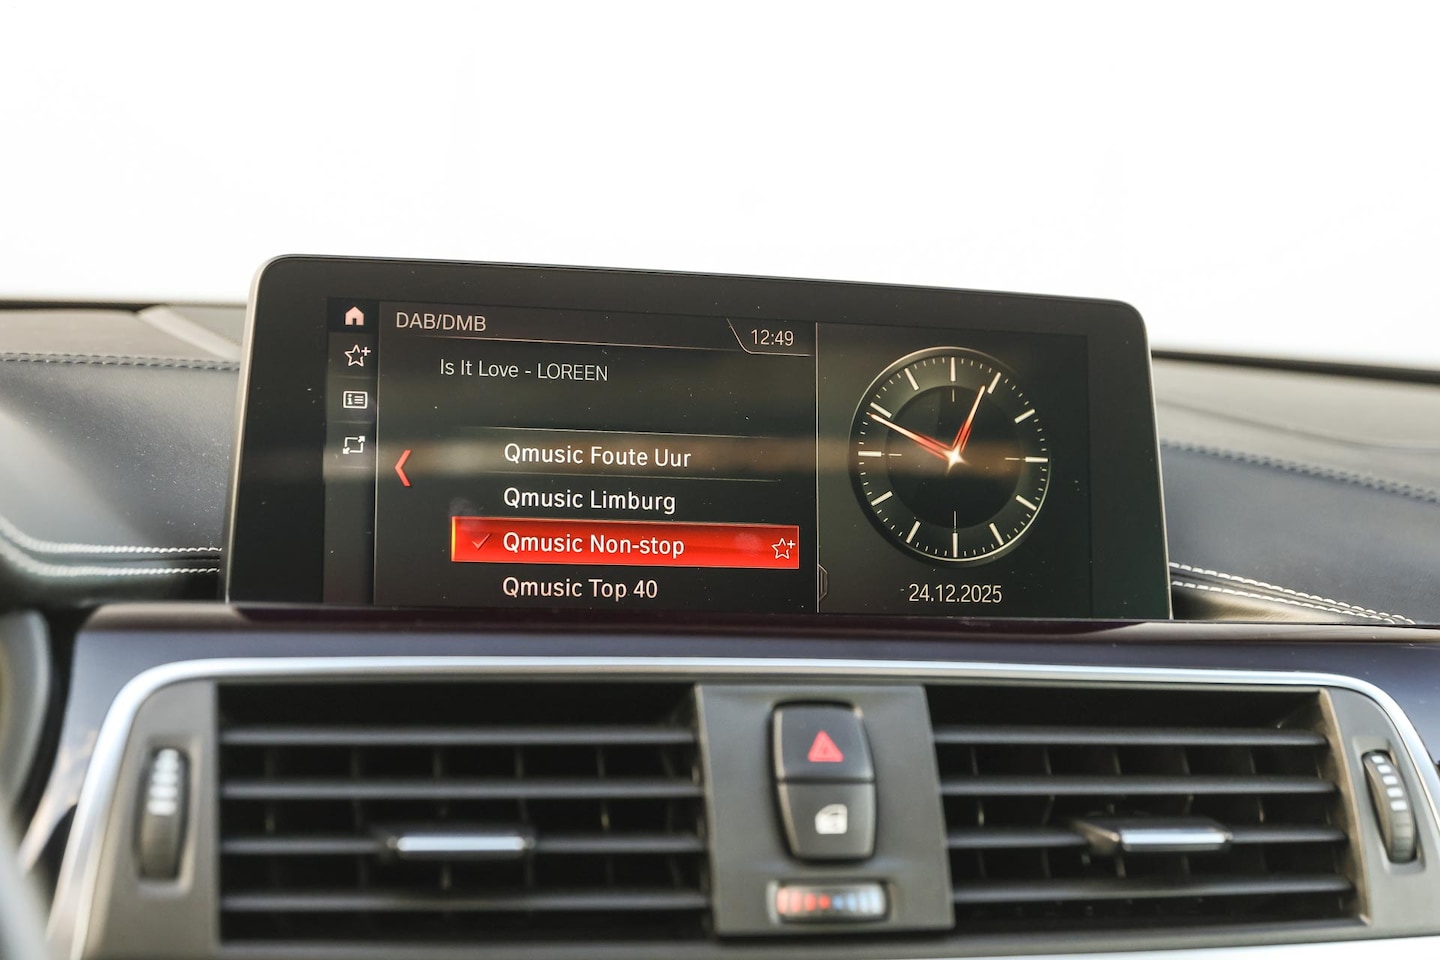 DAB/DMB
12:49
Is It Love - LOREEN
Qmusic Foute Uur
Qmusic Limburg
Qmusic Non-stop
Qmusic Top 40
24.12.2025